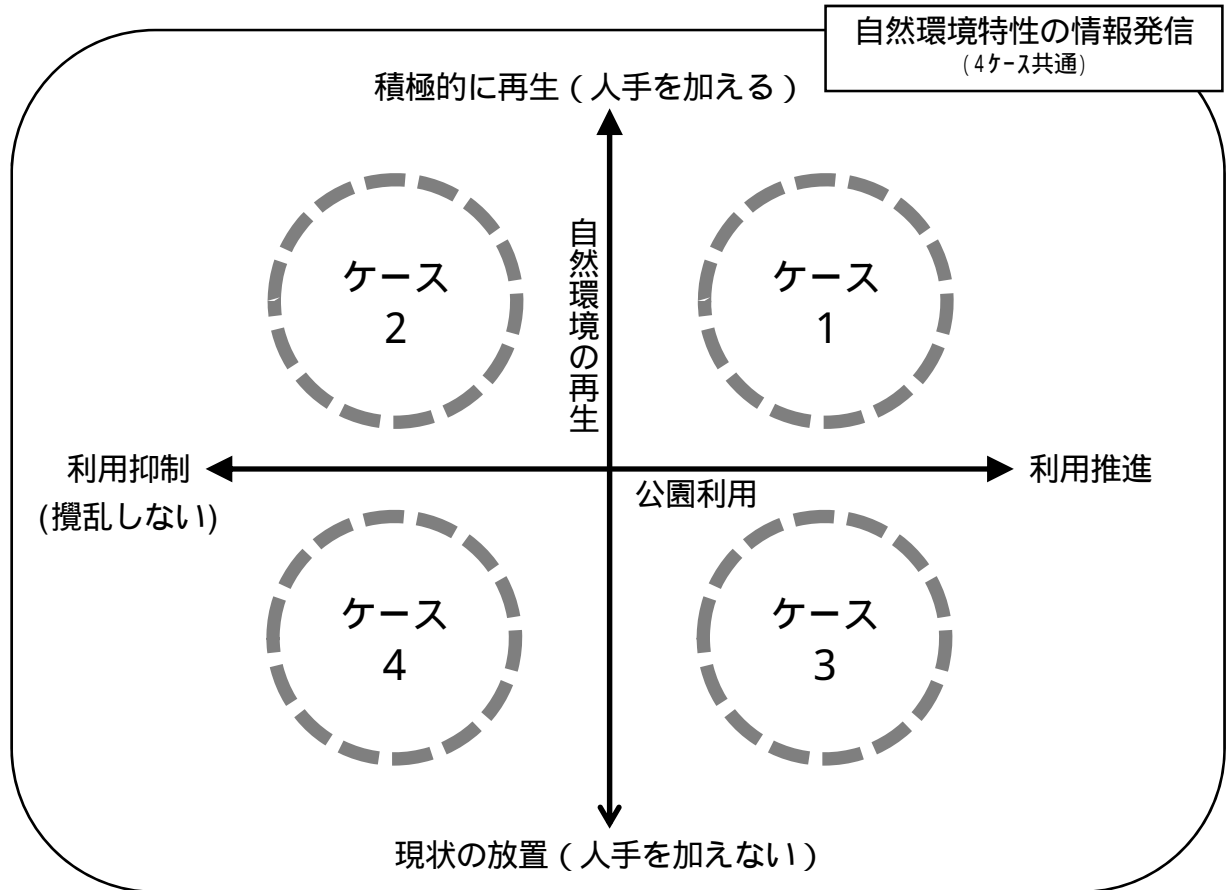 自然環境特性の情報発信
(4ｹｰｽ共通)
積極的に再生(人手を加える)
自然環境の再生
ケース
2
ケース
1
利用抑制
(攪乱しない)
公園利用
利用推進
ケース
4
ケース
3
現状の放置(人手を加えない)